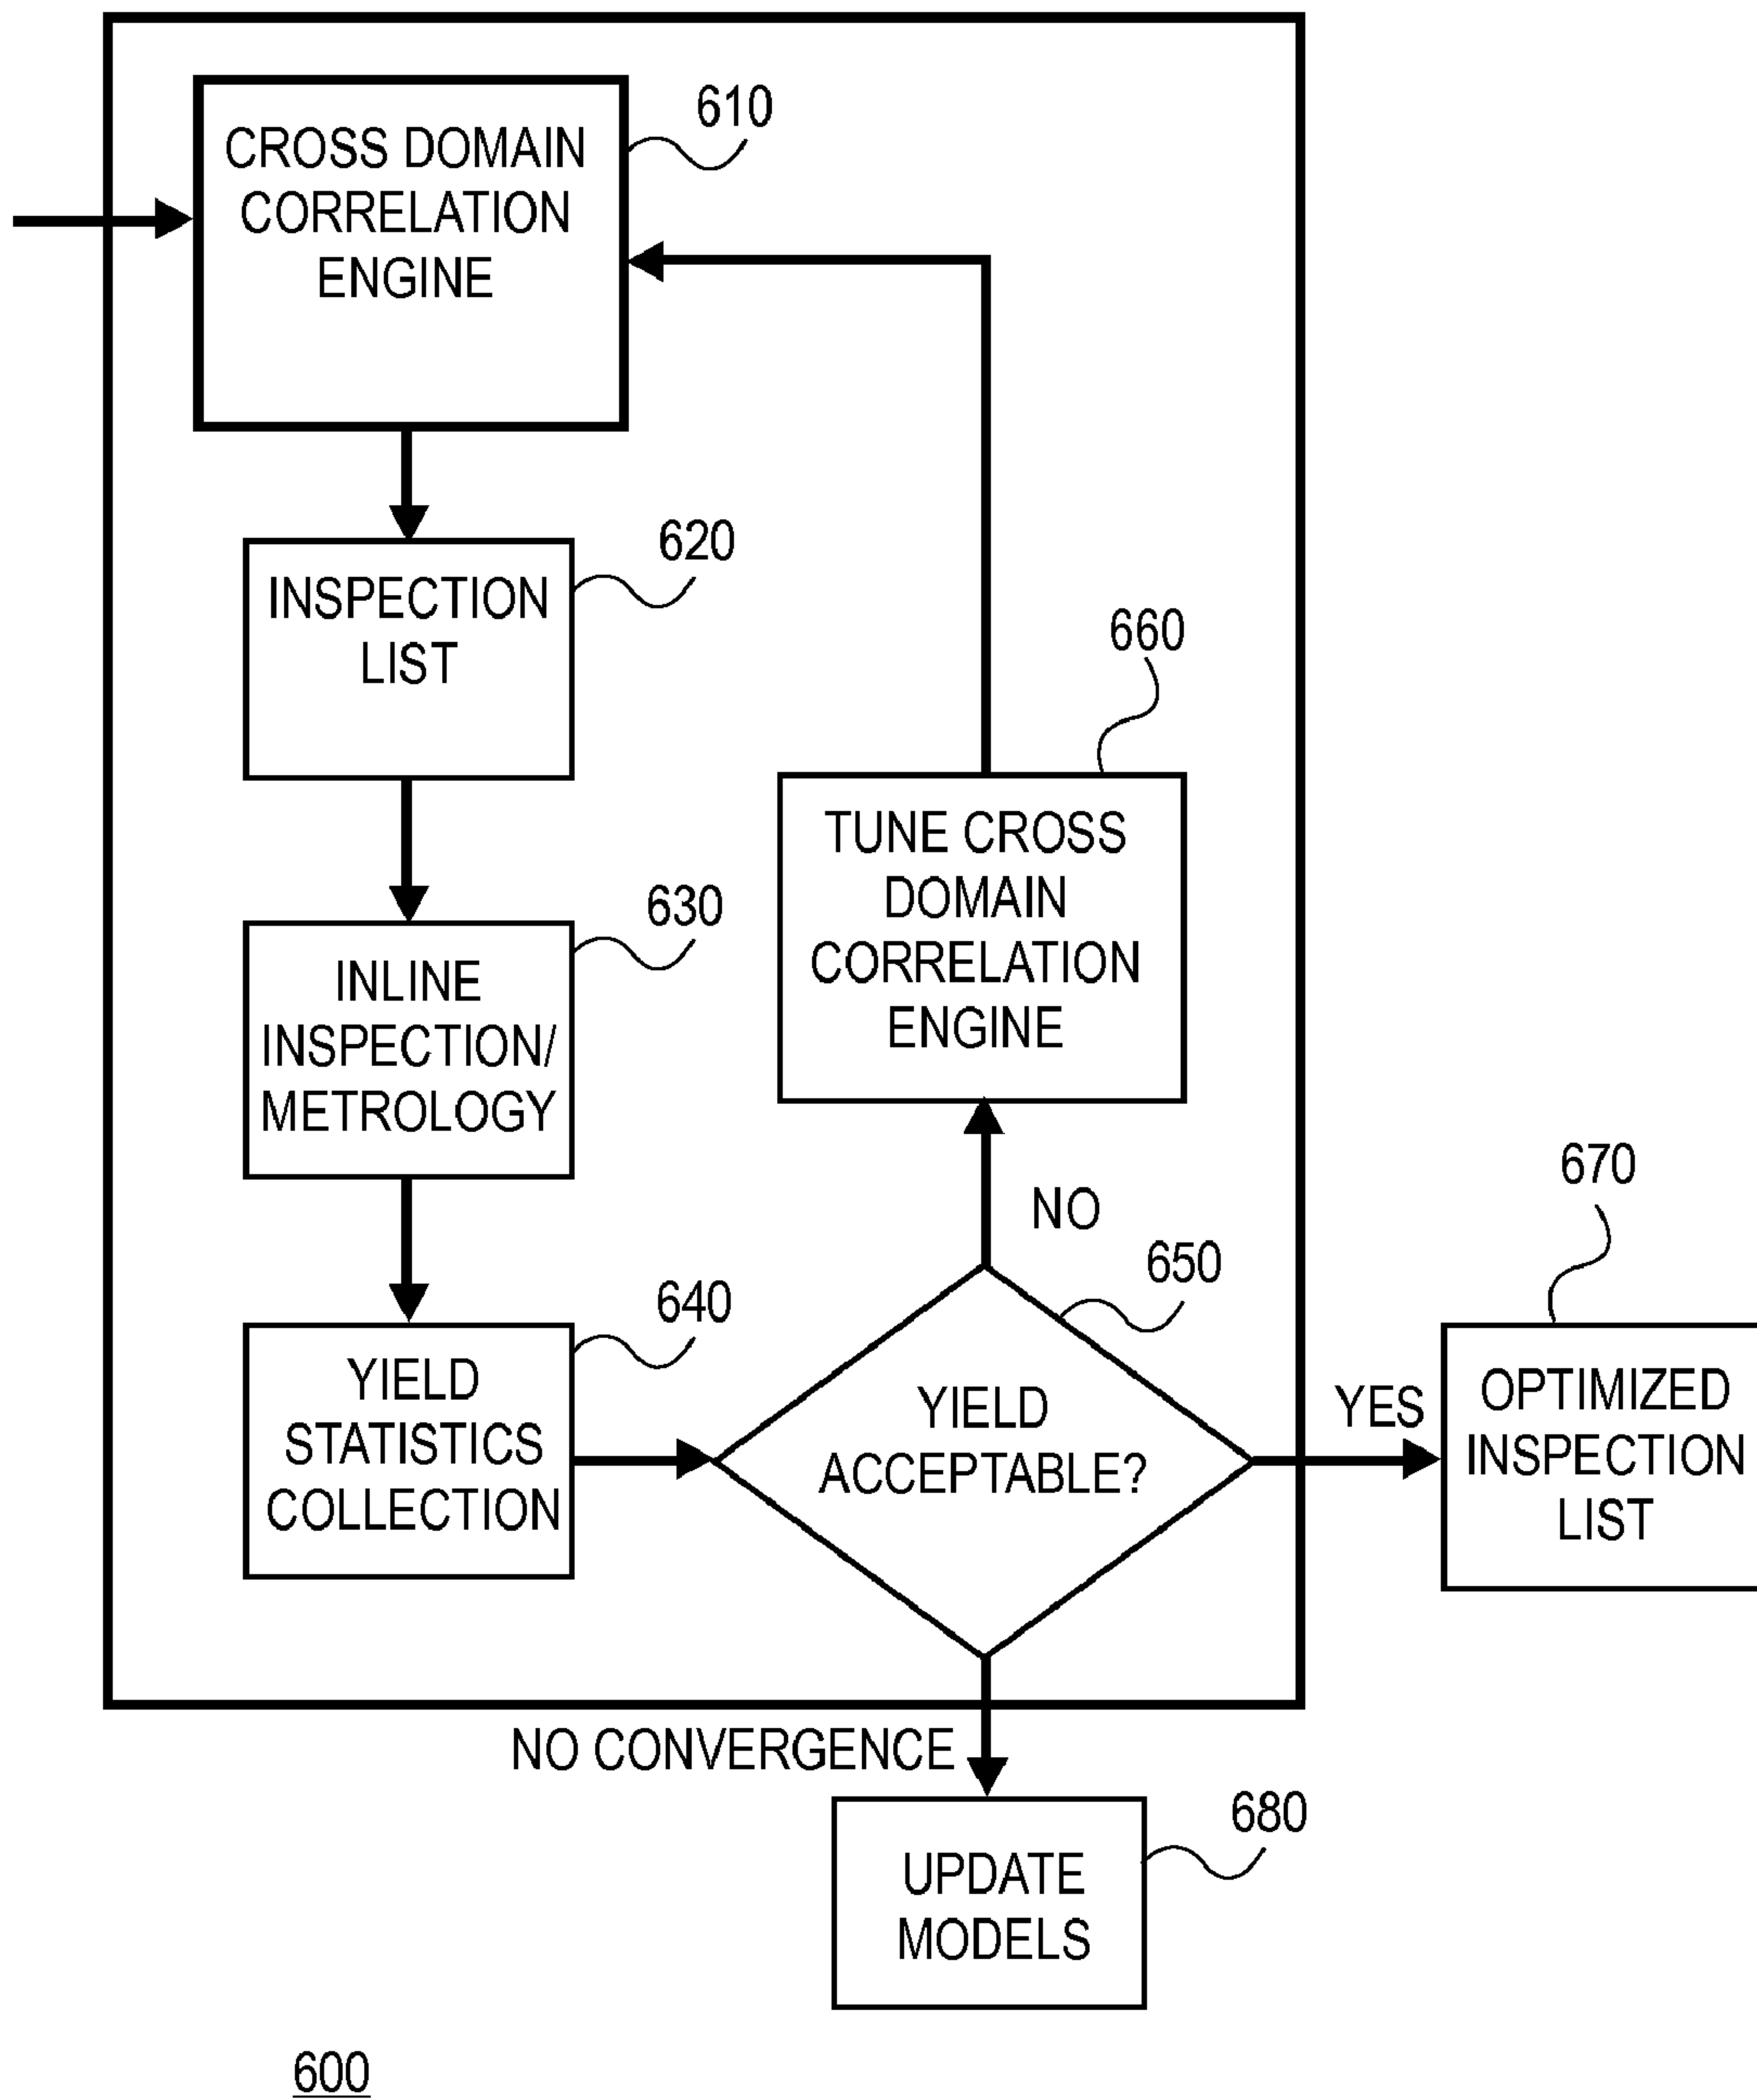 610
CROSS DOMAIN
CORRELATION
ENGINE
620
INSPECTION
LIST
630
INLINE
INSPECTION/
METROLOGY
640
YIELD
STATISTICS
COLLECTION
650
YIELD
ACCEPTABLE?
NO
660
TUNE CROSS
DOMAIN
CORRELATION
ENGINE
YES
670
OPTIMIZED
INSPECTION
LIST
NO CONVERGENCE
680
UPDATE
MODELS
600